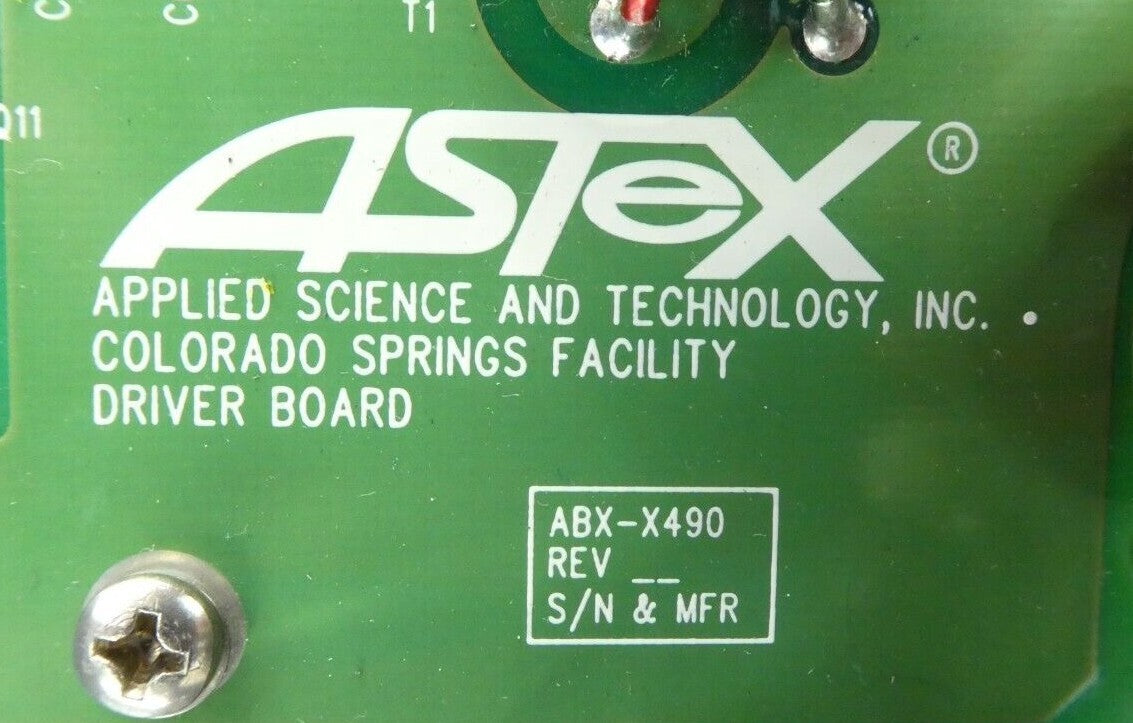 C
C
T1
Q11
ASTeX®
APPLIED SCIENCE AND TECHNOLOGY, INC.
COLORADO SPRINGS FACILITY
DRIVER BOARD
ABX-X490
REV __
S/N & MFR